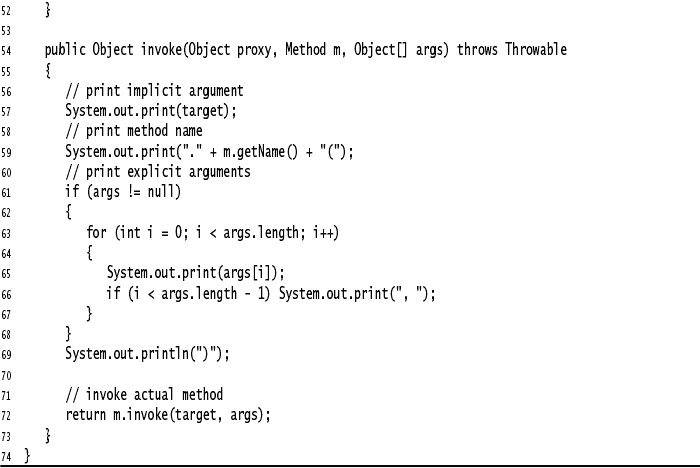 52    }
53
54    public Object invoke(Object proxy, Method m, Object[] args) throws Throwable
55    {
56       // print implicit argument
57       System.out.print(target);
58       // print method name
59       System.out.print("." + m.getName() + "(");
60       // print explicit arguments
61       if (args != null)
62       {
63          for (int i = 0; i < args.length; i++)
64          {
65             System.out.print(args[i]);
66             if (i < args.length - 1) System.out.print(", ");
67          }
68       }
69       System.out.println(")");
70
71       // invoke actual method
72       return m.invoke(target, args);
73    }
74 }